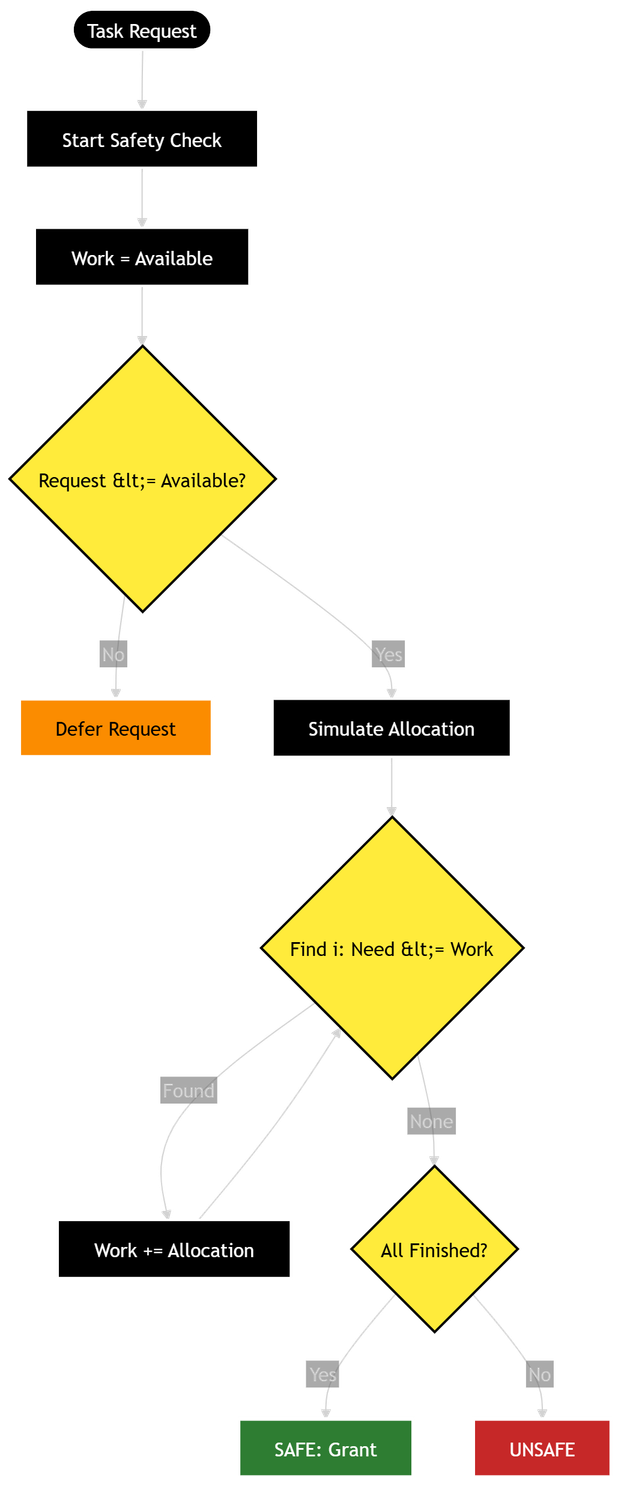 Task Request
Start Safety Check
Work = Available
Request &lt;= Available?
No
Yes
Defer Request
Simulate Allocation
Find i: Need &lt;= Work
Found
None
Work += Allocation
All Finished?
Yes
No
SAFE: Grant
UNSAFE